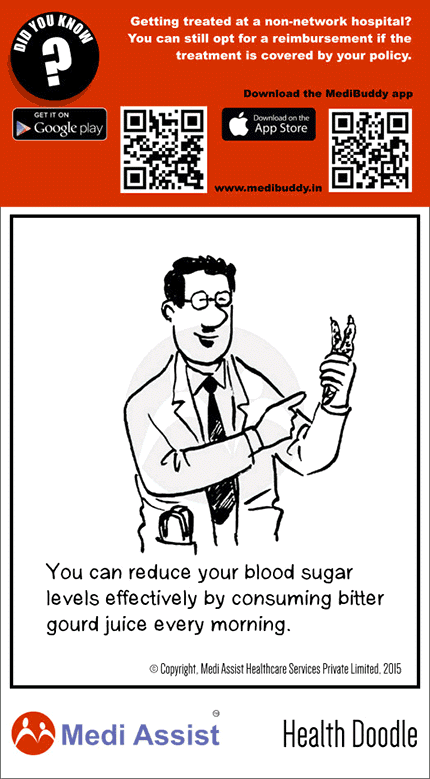 DID YOU KNOW
?
Getting treated at a non-network hospital?
You can still opt for a reimbursement if the
treatment is covered by your policy.
Download the MediBuddy app
GET IT ON
Google play
Download on the
App Store
www.medibuddy.in
You can reduce your blood sugar
levels effectively by consuming bitter
gourd juice every morning.
© Copyright, Medi Assist Healthcare Services Private Limited, 2015
Medi Assist
Health Doodle